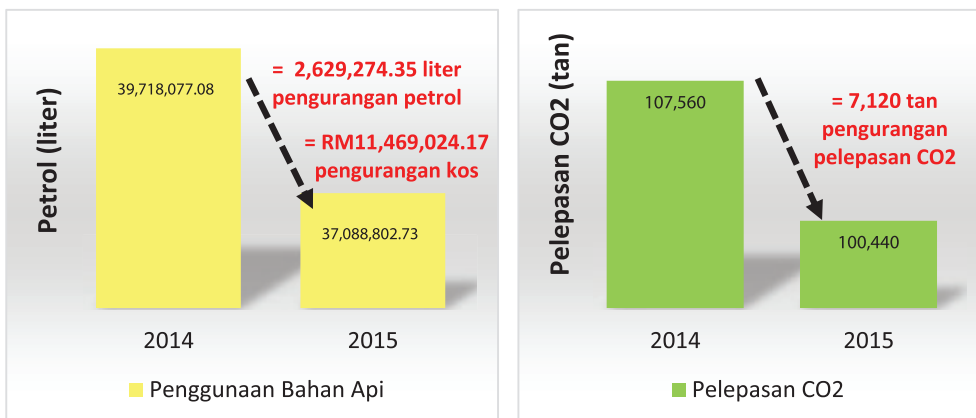 Petrol (liter)
39,718,077.08
= 2,629,274.35 liter
pengurangan petrol
= RM11,469,024.17
pengurangan kos
37,088,802.73
2014
2015
Penggunaan Bahan Api
Pelepasan CO2 (tan)
107,560
= 7,120 tan
pengurangan
pelepasan CO2
100,440
2014
2015
Pelepasan CO2